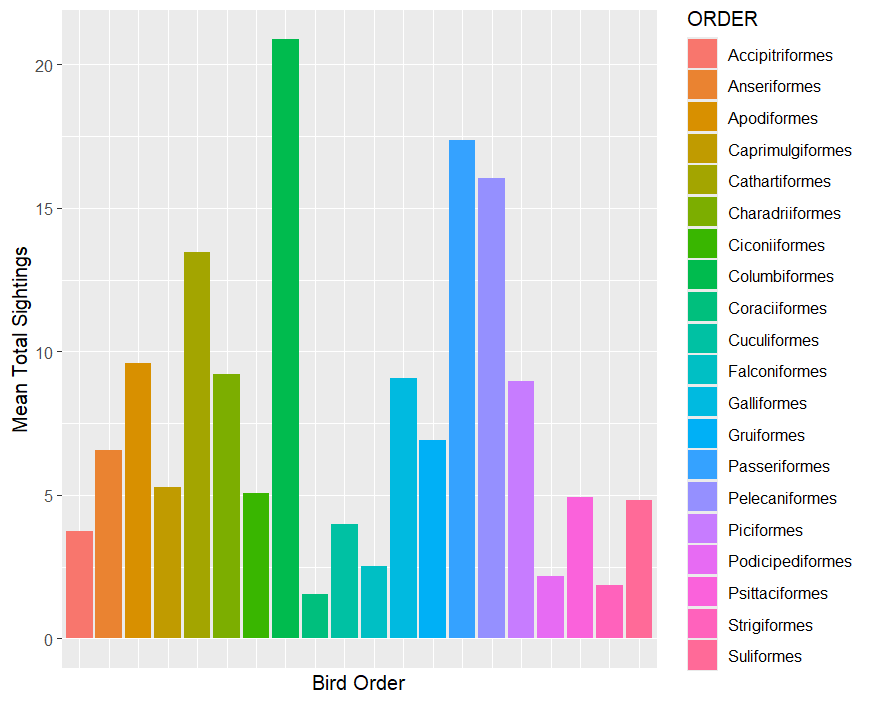 ORDER
20
15
10
5
0
Mean Total Sightings
Bird Order
Accipitriformes
Anseriformes
Apodiformes
Caprimulgiformes
Cathartiformes
Charadriiformes
Ciconiiformes
Columbiformes
Coraciiformes
Cuculiformes
Falconiformes
Galliformes
Gruiformes
Passeriformes
Pelecaniformes
Piciformes
Podicipediformes
Psittaciformes
Strigiformes
Suliformes